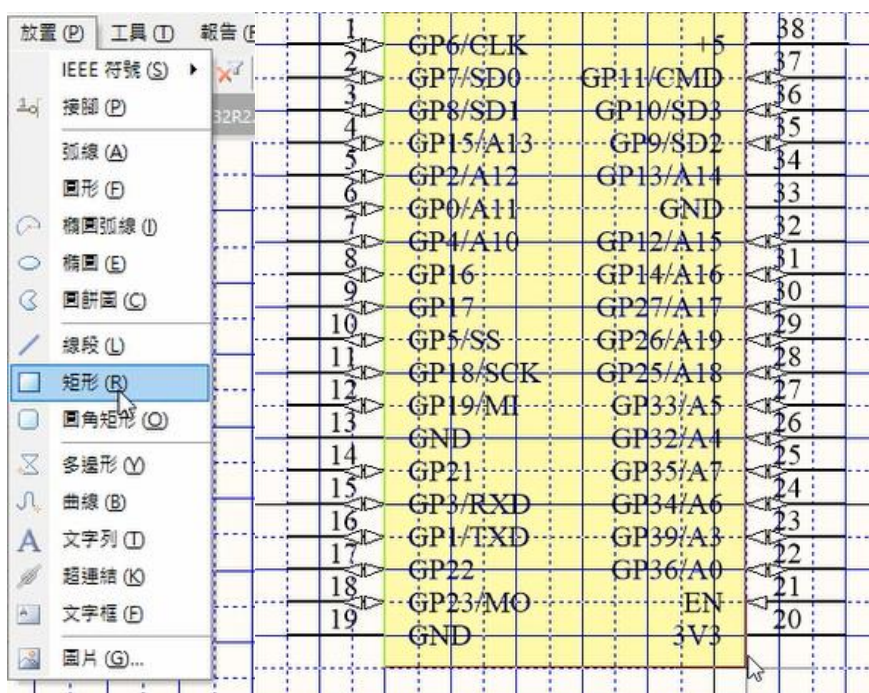 放置 (P) 工具 (T) 報告 (
IEEE 符號 (S)
接腳 (P)
弧線 (A)
圓形 (F)
橢圓弧線 (I)
橢圓 (E)
圓餅圖 (C)
線段 (L)
矩形 (R)
圓角矩形 (O)
多邊形 (Y)
曲線 (B)
文字列 (T)
超連結 (K)
文字框 (F)
圖片 (G)...
32R2
1 GP6/CLK +5 38
2 GP7/SD0 GP11/CMD 37
3 GP8/SD1 GP10/SD3 36
4 GP15/A13 GP9/SD2 35
5 GP2/A12 GP13/A14 34
6 GP0/A11 GND 33
7 GP4/A10 GP12/A15 32
8 GP16 GP14/A16 31
9 GP17 GP27/A17 30
10 GP5/SS GP26/A19 29
11 GP18/SCK GP25/A18 28
12 GP19/MI GP33/A5 27
13 GND GP32/A4 26
14 GP21 GP35/A7 25
15 GP3/RXD GP34/A6 24
16 GP1/TXD GP39/A3 23
17 GP22 GP36/A0 22
18 GP23/MO EN 21
19 GND 3V3 20